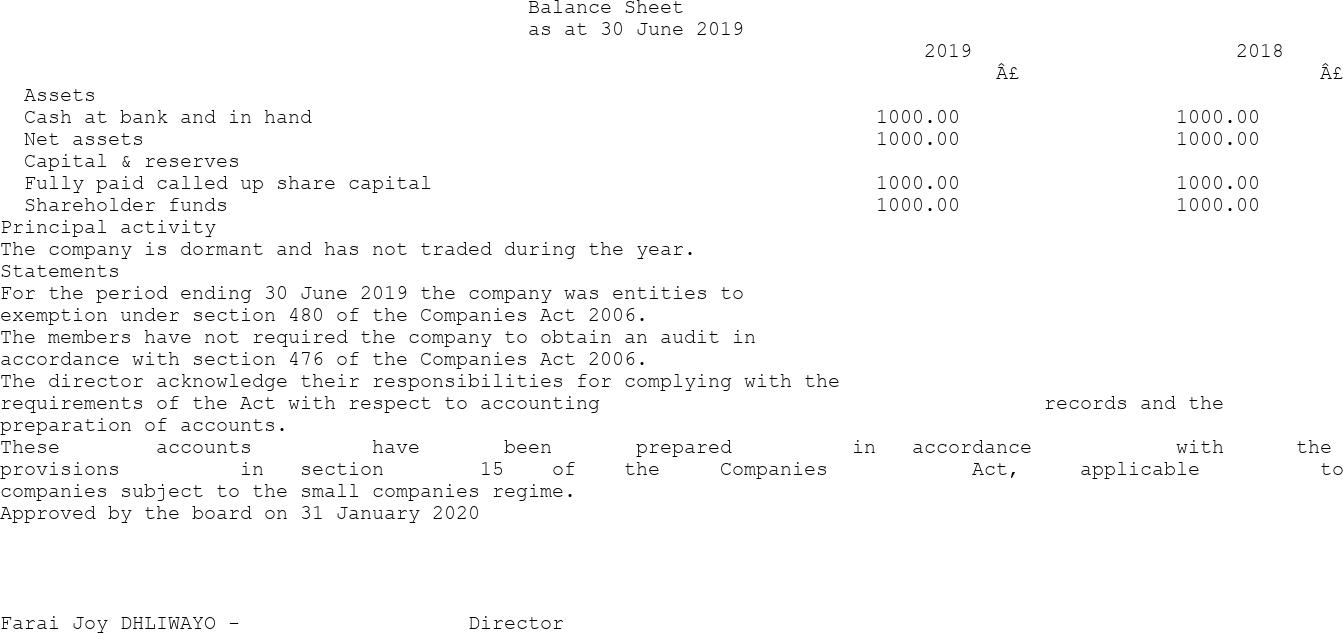 Balance Sheet
as at 30 June 2019
2019 2018
Â£ Â£
Assets
Cash at bank and in hand 1000.00 1000.00
Net assets 1000.00 1000.00
Capital & reserves
Fully paid called up share capital 1000.00 1000.00
Shareholder funds 1000.00 1000.00
Principal activity
The company is dormant and has not traded during the year.
Statements
For the period ending 30 June 2019 the company was entities to
exemption under section 480 of the Companies Act 2006.
The members have not required the company to obtain an audit in
accordance with section 476 of the Companies Act 2006.
The director acknowledge their responsibilities for complying with the
requirements of the Act with respect to accounting records and the
preparation of accounts.
These accounts have been prepared in accordance with the
provisions in section 15 of the Companies Act, applicable to
companies subject to the small companies regime.
Approved by the board on 31 January 2020
Farai Joy DHLIWAYO - Director